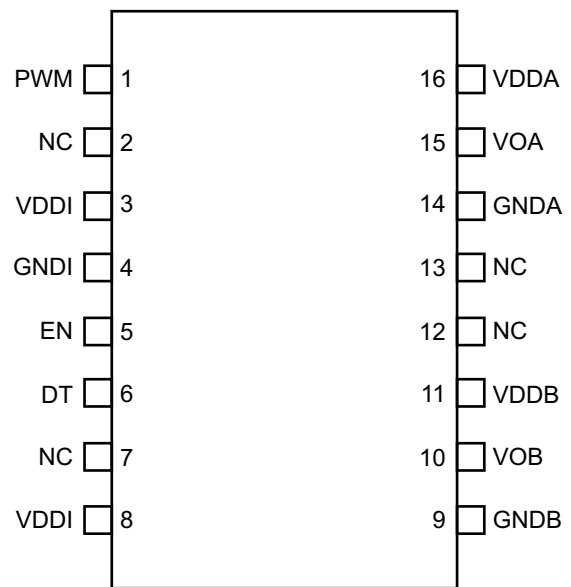 PWM 1 16 VDDA
NC 2 15 VOA
VDDI 3 14 GNDA
GNDI 4 13 NC
EN 5 12 NC
DT 6 11 VDDB
NC 7 10 VOB
VDDI 8 9 GNDB